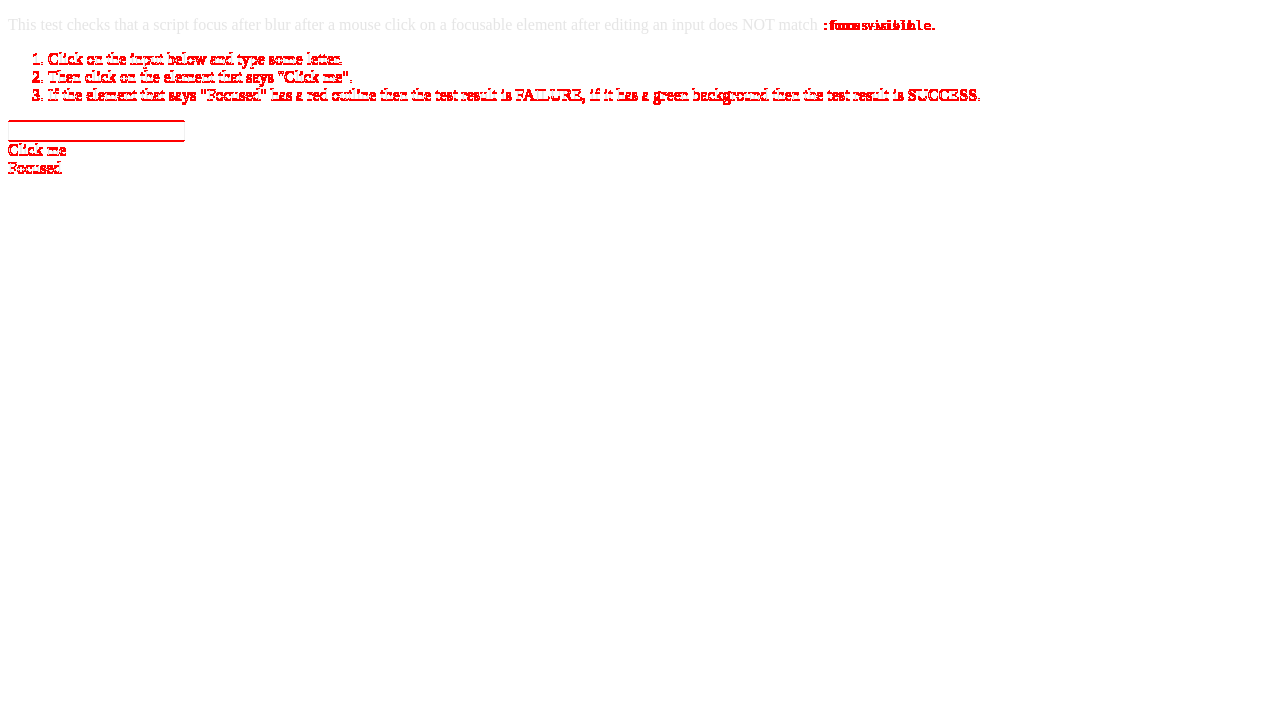 This test checks that a script focus after blur after a mouse click on a focusable element after editing an input does NOT match :focus-visible.
1. Click on the input below and type some letter.
2. Then click on the element that says "Click me".
3. If the element that says "Focused" has a red outline then the test result is FAILURE, if it has a green background then the test result is SUCCESS.
Click me
Focused